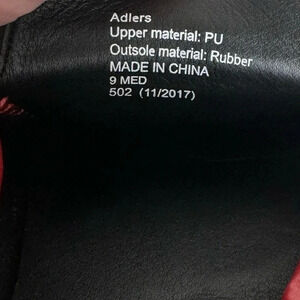 Adlers
Upper material: PU
Outsole material: Rubber
MADE IN CHINA
9 MED
502 (11/2017)